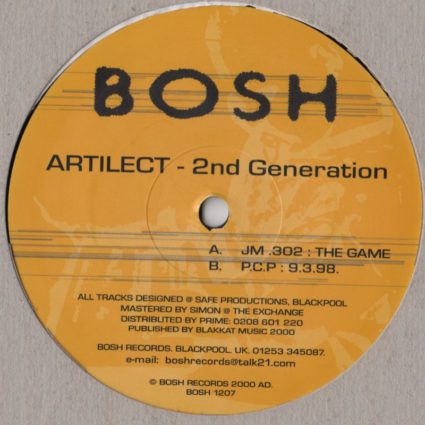 BOSH
ARTILECT - 2nd Generation
A. JM .302 : THE GAME
B. P.C.P : 9.3.98.
ALL TRACKS DESIGNED @ SAFE PRODUCTIONS, BLACKPOOL
MASTERED BY SIMON @ THE EXCHANGE
DISTRIBUTED BY PRIME: 0208 601 220
PUBLISHED BY BLAKKAT MUSIC 2000
BOSH RECORDS. BLACKPOOL. UK. 01253 345087.
e-mail: boshrecords@talk21.com
© BOSH RECORDS 2000 AD.
BOSH 1207